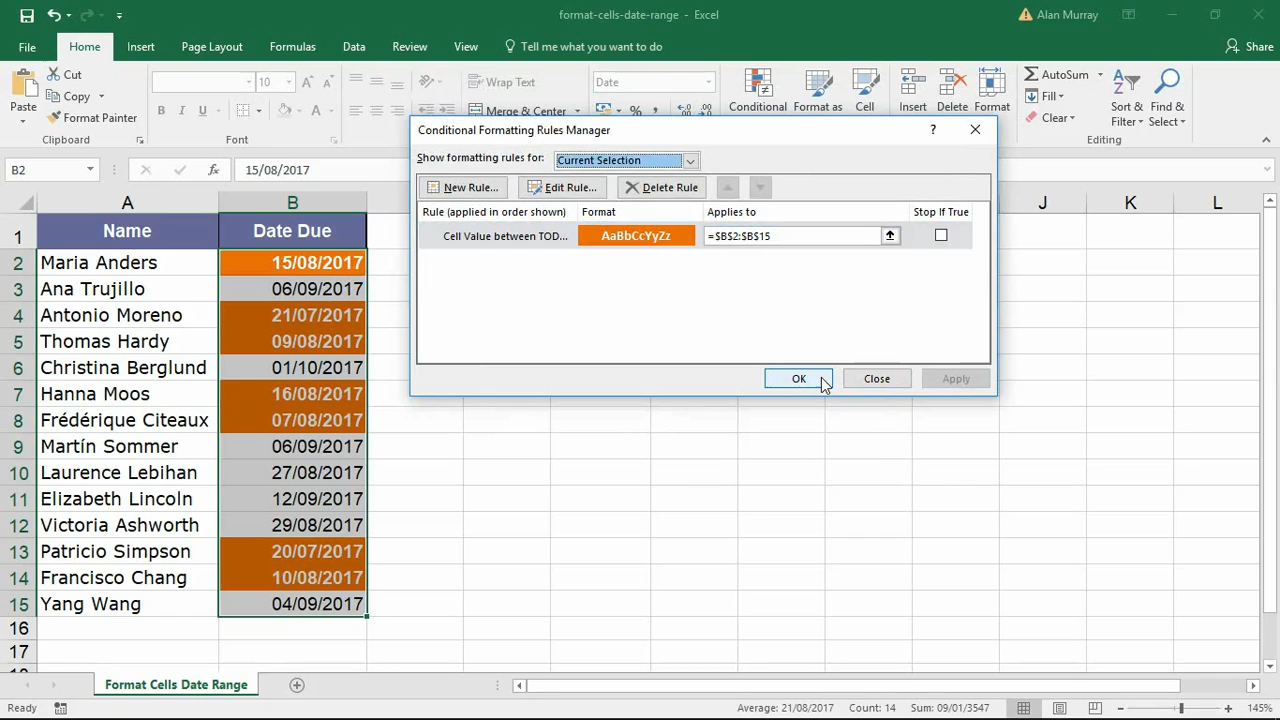 format-cells-date-range - Excel
Alan Murray
File Home Insert Page Layout Formulas Data Review View Tell me what you want to do Share
Paste
Cut
Copy
Format Painter
Clipboard
10 A A
B I U A
Font
Wrap Text
Merge & Center
Date
%
Conditional Formats Cell
Insert Delete Format
AutoSum
Fill
Clear
Sort & Filter
Find & Select
Editing
B2 fx 15/08/2017
Conditional Formatting Rules Manager ?
Show formatting rules for: Current Selection
New Rule... Edit Rule... Delete Rule
Rule (applied in order shown) Format Applies to Stop If True
Cell Value between TOD... AaBbCcYyZz =$B$2:$B$15
OK Close Apply
A B J K L
1 Name Date Due
2 Maria Anders 15/08/2017
3 Ana Trujillo 06/09/2017
4 Antonio Moreno 21/07/2017
5 Thomas Hardy 09/08/2017
6 Christina Berglund 01/10/2017
7 Hanna Moos 16/08/2017
8 Frédérique Citeaux 07/08/2017
9 Martín Sommer 06/09/2017
10 Laurence Lebihan 27/08/2017
11 Elizabeth Lincoln 12/09/2017
12 Victoria Ashworth 29/08/2017
13 Patricio Simpson 20/07/2017
14 Francisco Chang 10/08/2017
15 Yang Wang 04/09/2017
16
17
Format Cells Date Range
Ready Average: 21/08/2017 Count: 14 Sum: 09/01/3547 145%